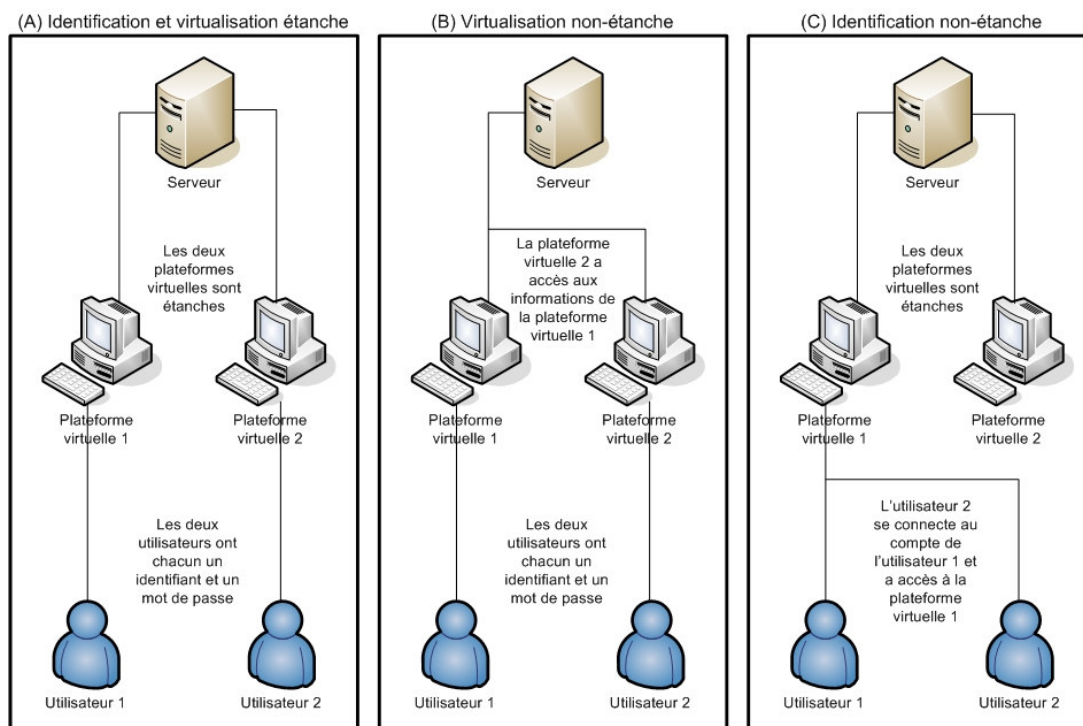 (A) Identification et virtualisation étanche
Serveur
Les deux
plateformes
virtuelles sont
étanches
Plateforme
virtuelle 1
Plateforme
virtuelle 2
Les deux
utilisateurs ont
chacun un
identifiant et un
mot de passe
Utilisateur 1
Utilisateur 2
(B) Virtualisation non-étanche
Serveur
La plateforme
virtuelle 2 a
accès aux
informations de
la plateforme
virtuelle 1
Plateforme
virtuelle 1
Plateforme
virtuelle 2
Les deux
utilisateurs ont
chacun un
identifiant et un
mot de passe
Utilisateur 1
Utilisateur 2
(C) Identification non-étanche
Serveur
Les deux
plateformes
virtuelles sont
étanches
Plateforme
virtuelle 1
Plateforme
virtuelle 2
L'utilisateur 2
se connecte au
compte de
l'utilisateur 1 et
a accès à la
plateforme
virtuelle 1
Utilisateur 1
Utilisateur 2